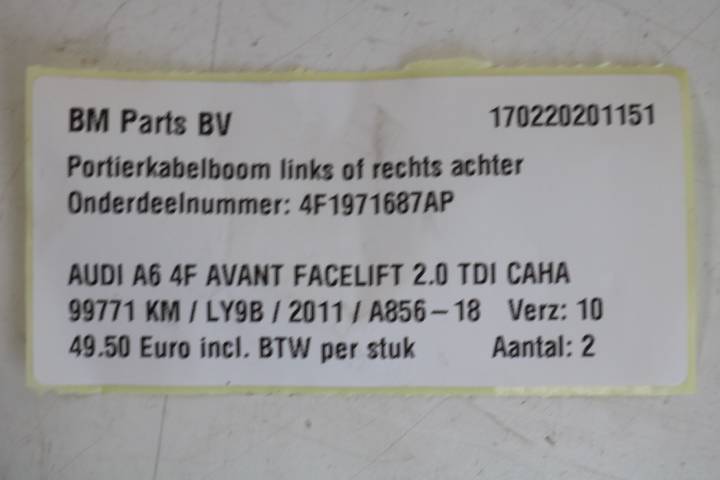 BM Parts BV 170220201151
Portierkabelboom links of rechts achter
Onderdeelnummer: 4F1971687AP
AUDI A6 4F AVANT FACELIFT 2.0 TDI CAHA
99771 KM / LY9B / 2011 / A856-18 Verz: 10
49.50 Euro incl. BTW per stuk Aantal: 2